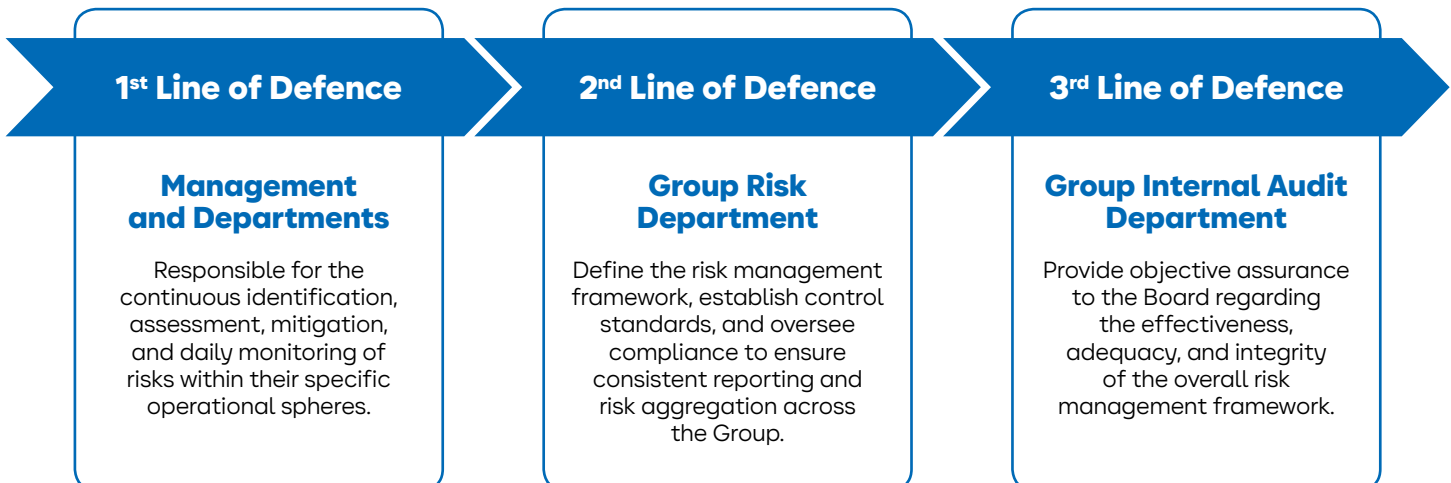 1st Line of Defence
2nd Line of Defence
3rd Line of Defence
Management
and Departments
Responsible for the
continuous identification,
assessment, mitigation,
and daily monitoring of
risks within their specific
operational spheres.
Group Risk
Department
Define the risk management
framework, establish control
standards, and oversee
compliance to ensure
consistent reporting and
risk aggregation across
the Group.
Group Internal Audit
Department
Provide objective assurance
to the Board regarding
the effectiveness,
adequacy, and integrity
of the overall risk
management framework.